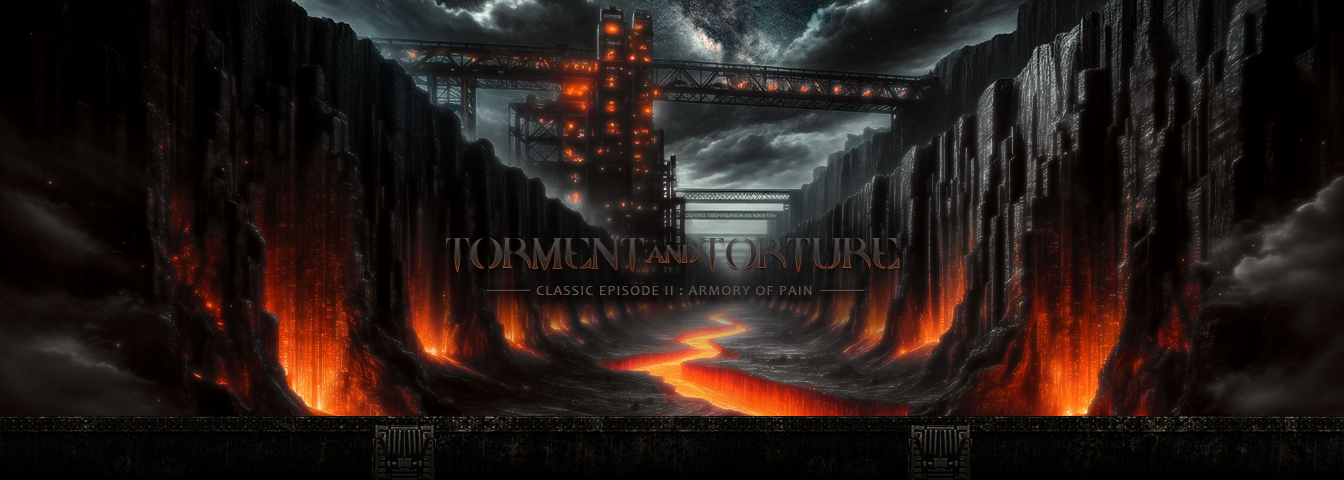 TORMENT AND TORTURE
CLASSIC EPISODE II : ARMORY OF PAIN